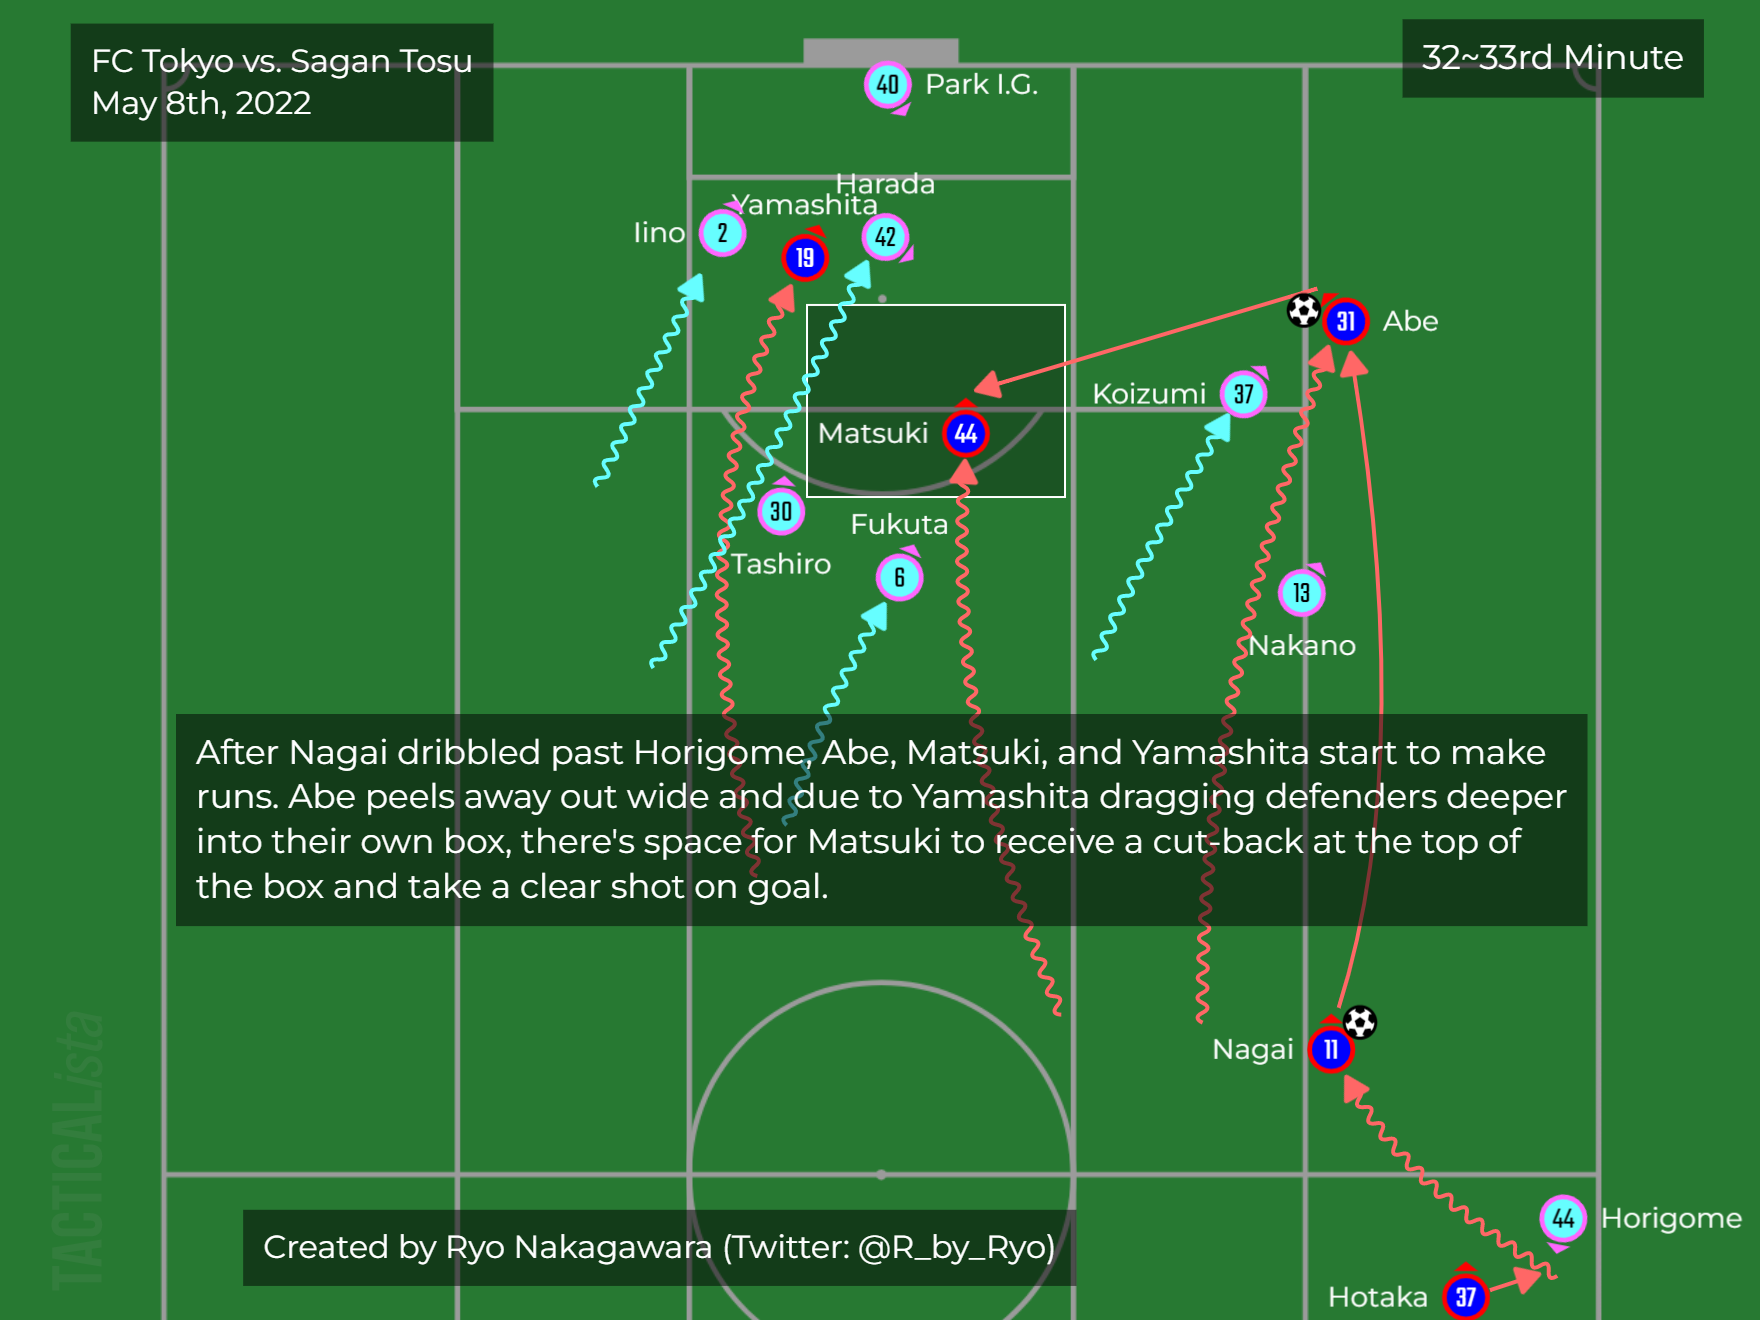 FC Tokyo vs. Sagan Tosu
May 8th, 2022
32~33rd Minute
40 Park I.G.
Harada
Yamashita
Iino 2
42
19
31 Abe
Koizumi 37
Matsuki 44
30
Fukuta
Tashiro
6
13
Nakano
After Nagai dribbled past Horigome, Abe, Matsuki, and Yamashita start to make
runs. Abe peels away out wide and due to Yamashita dragging defenders deeper
into their own box, there's space for Matsuki to receive a cut-back at the top of
the box and take a clear shot on goal.
Nagai 11
TACTICALista
44 Horigome
Created by Ryo Nakagawara (Twitter: @R_by_Ryo)
Hotaka 37